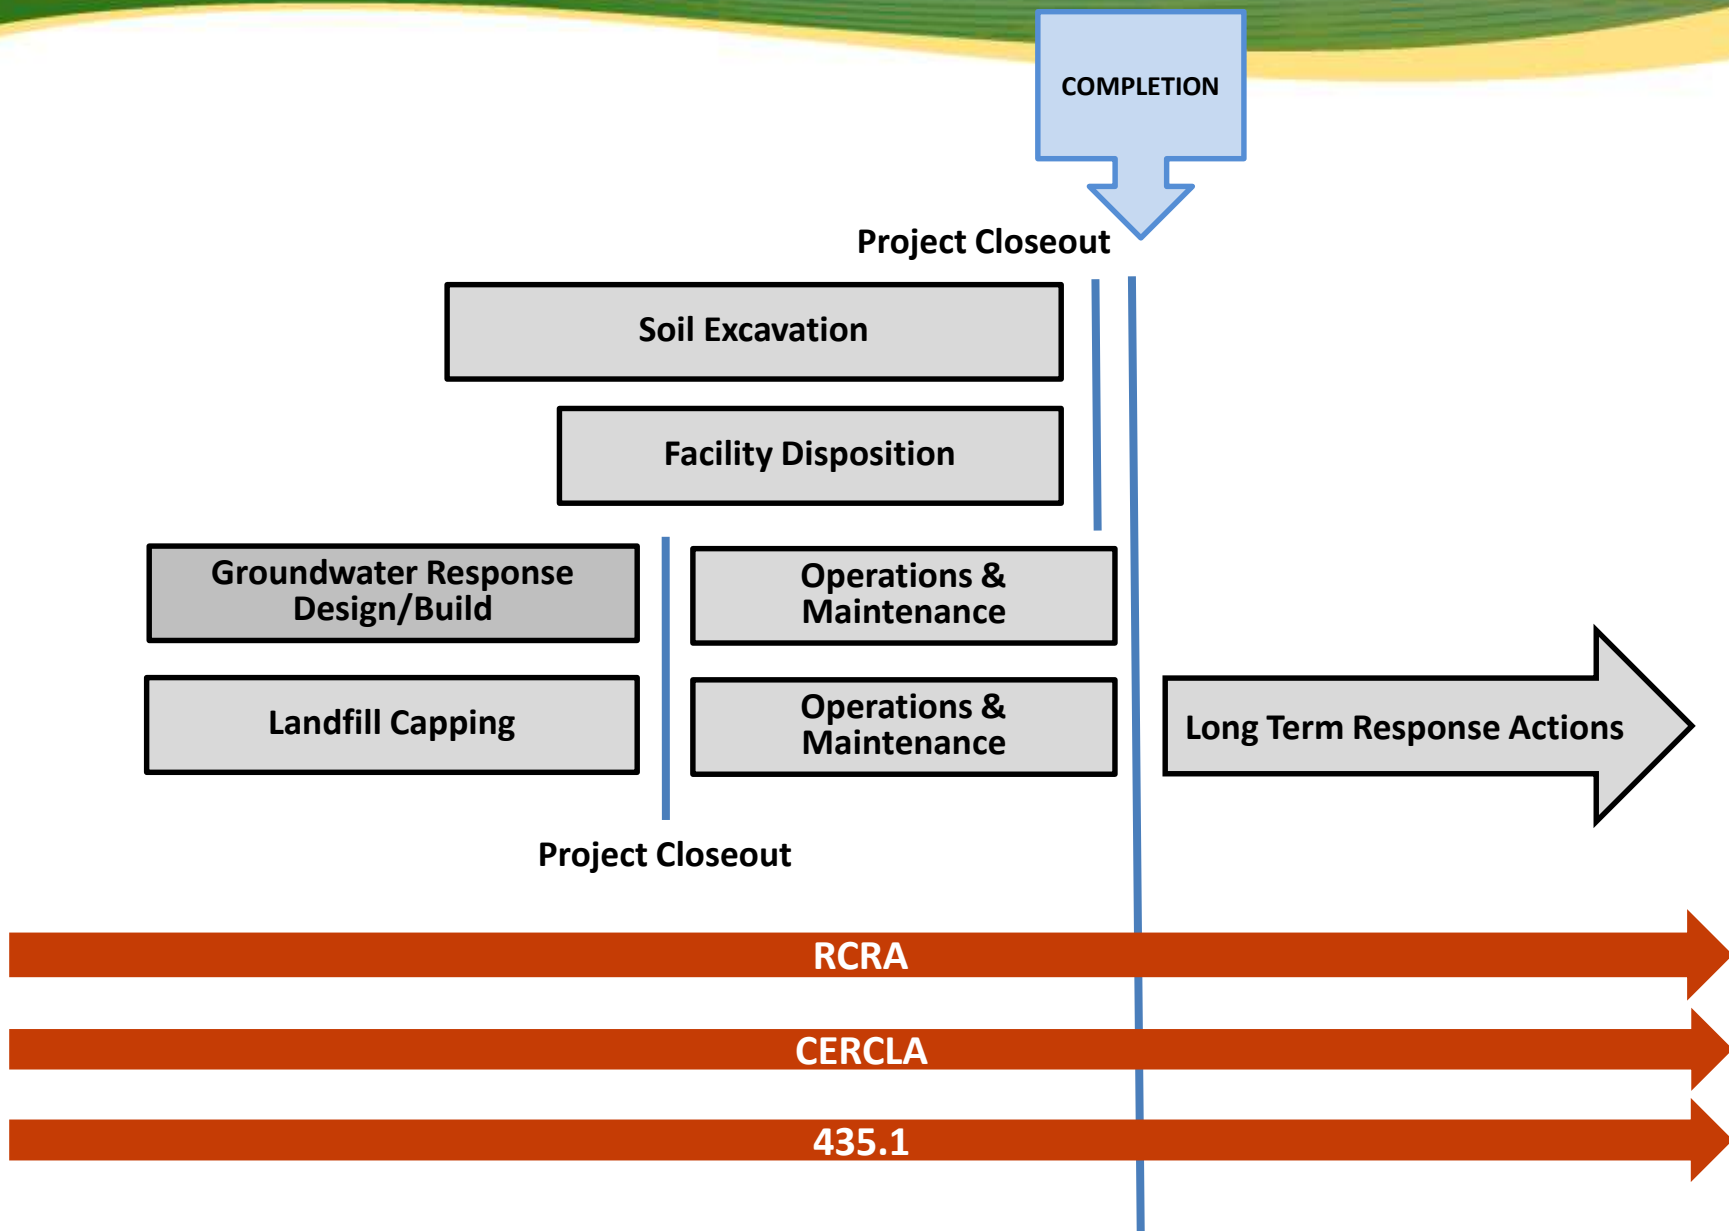 COMPLETION
Project Closeout
Soil Excavation
Facility Disposition
Groundwater Response
Design/Build
Operations &
Maintenance
Landfill Capping
Operations &
Maintenance
Long Term Response Actions
Project Closeout
RCRA
CERCLA
435.1